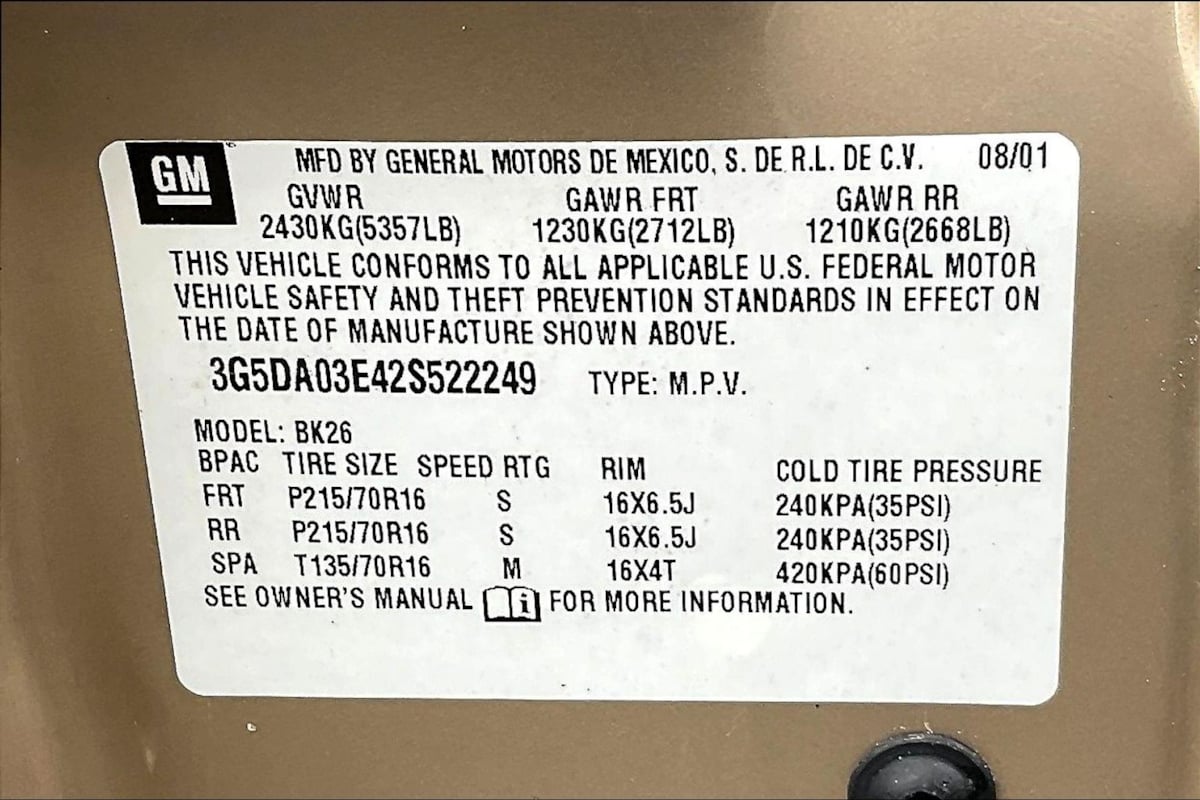 GM
MFD BY GENERAL MOTORS DE MEXICO, S. DE R.L. DE C.V. 08/01
GVWR GAWR FRT GAWR RR
2430KG(5357LB) 1230KG(2712LB) 1210KG(2668LB)
THIS VEHICLE CONFORMS TO ALL APPLICABLE U.S. FEDERAL MOTOR
VEHICLE SAFETY AND THEFT PREVENTION STANDARDS IN EFFECT ON
THE DATE OF MANUFACTURE SHOWN ABOVE.
3G5DA03E42S522249 TYPE: M.P.V.
MODEL: BK26
BPAC TIRE SIZE SPEED RTG RIM COLD TIRE PRESSURE
FRT P215/70R16 S 16X6.5J 240KPA(35PSI)
RR P215/70R16 S 16X6.5J 240KPA(35PSI)
SPA T135/70R16 M 16X4T 420KPA(60PSI)
SEE OWNER'S MANUAL i FOR MORE INFORMATION.